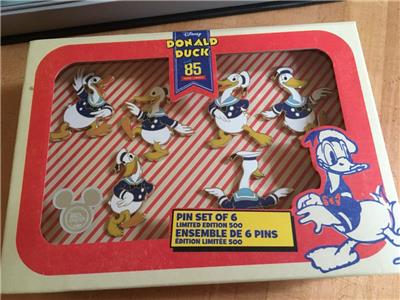 Disney
DONALD
DUCK
85
PIN SET OF 6
LIMITED EDITION 500
ENSEMBLE DE 6 PINS
ÉDITION LIMITÉE 500